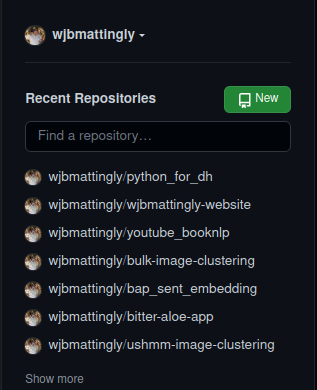 wjbmattingly
Recent Repositories
New
Find a repository...
wjbmattingly/python_for_dh
wjbmattingly/wjbmattingly-website
wjbmattingly/youtube_booknlp
wjbmattingly/bulk-image-clustering
wjbmattingly/bap_sent_embedding
wjbmattingly/bitter-aloe-app
wjbmattingly/ushmm-image-clustering
Show more